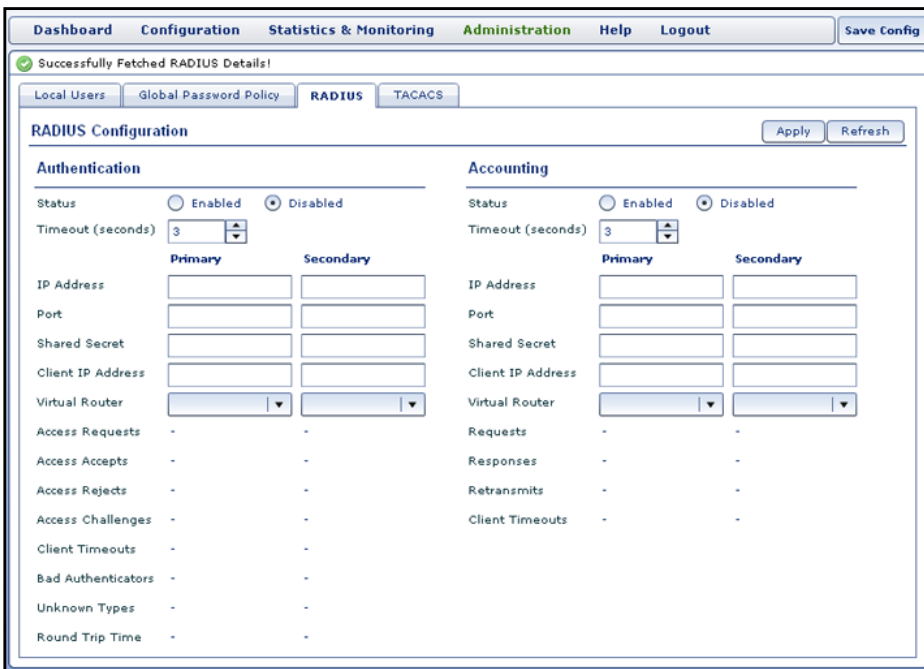 Dashboard Configuration Statistics & Monitoring Administration Help Logout Save Config
Successfully Fetched RADIUS Details!
Local Users Global Password Policy RADIUS TACACS
RADIUS Configuration Apply Refresh
Authentication
Status Enabled Disabled
Timeout (seconds) 3
Primary Secondary
IP Address
Port
Shared Secret
Client IP Address
Virtual Router
Access Requests - -
Access Accepts - -
Access Rejects - -
Access Challenges - -
Client Timeouts - -
Bad Authenticators - -
Unknown Types - -
Round Trip Time - -
Accounting
Status Enabled Disabled
Timeout (seconds) 3
Primary Secondary
IP Address
Port
Shared Secret
Client IP Address
Virtual Router
Requests - -
Responses - -
Retransmits - -
Client Timeouts - -